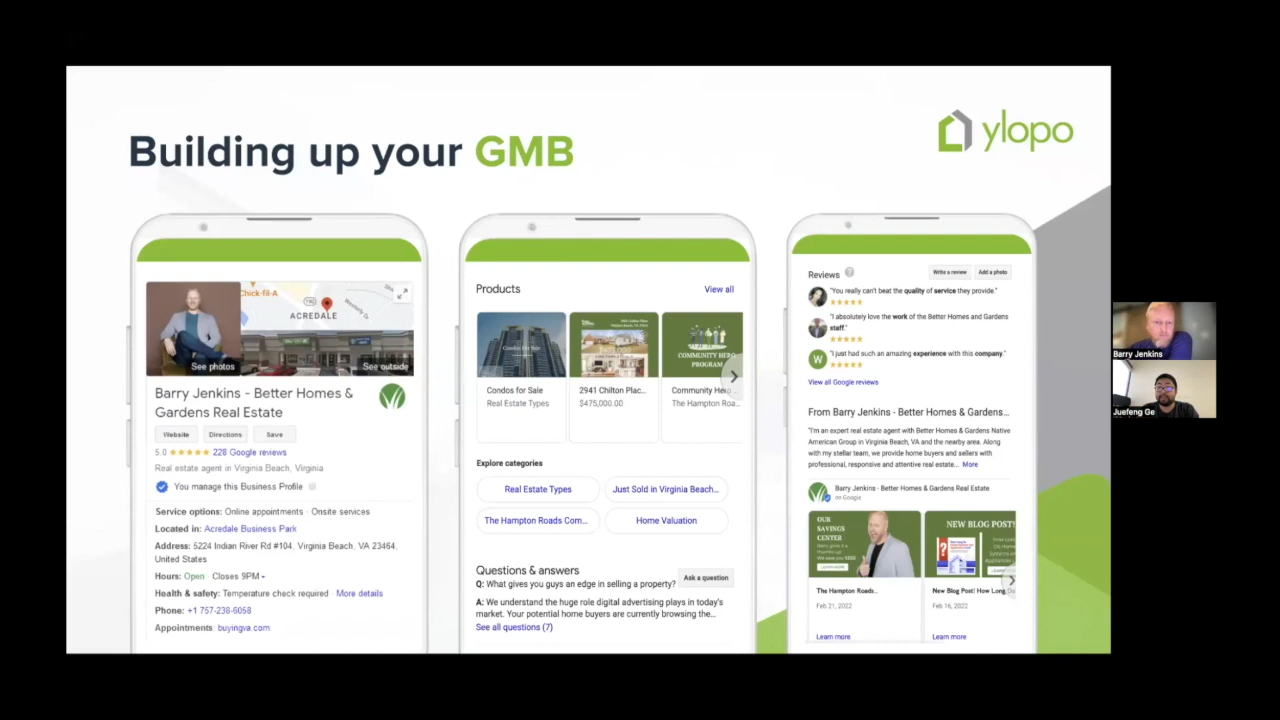 Building up your GMB
ylopo
Chick-fil-A
ACREDALE
See photos
See outside
Barry Jenkins - Better Homes &
Gardens Real Estate
Website
Directions
Save
5.0 ★★★★★ 228 Google reviews
Real estate agent in Virginia Beach, Virginia
You manage this Business Profile
Service options: Online appointments · Onsite services
Located in: Acredale Business Park
Address: 5224 Indian River Rd #104, Virginia Beach, VA 23464,
United States
Hours: Open · Closes 9PM
Health & safety: Temperature check required · More details
Phone: +1 757-238-6058
Appointments: buyingva.com
Products
View all
Condos For Sale
COMMUNITY HERO
PROGRAM
Condos for Sale
Real Estate Types
2941 Chilton Plac...
$475,000.00
Community Hero ...
The Hampton Roa...
Explore categories
Real Estate Types
Just Sold in Virginia Beach...
The Hampton Roads Com...
Home Valuation
Questions & answers
Ask a question
Q: What gives you guys an edge in selling a property?
A: We understand the huge role digital advertising plays in today's
market. Your potential home buyers are currently browsing the...
See all questions (7)
Reviews
?
Write a review
Add a photo
"You really can't beat the quality of service they provide."
★★★★★
"I absolutely love the work of the Better Homes and Gardens
staff."
★★★★★
W
"I just had such an amazing experience with this company."
★★★★★
View all Google reviews
From Barry Jenkins - Better Homes & Gardens...
"I'm an expert real estate agent with Better Homes & Gardens Native
American Group in Virginia Beach, VA and the nearby area. Along
with my stellar team, we provide home buyers and sellers with
professional, responsive and attentive real estate... More
Barry Jenkins - Better Homes & Gardens Real Estate
on Google
OUR
SAVINGS
CENTER
NEW BLOG POST!
The Hampton Roads..
Feb 21, 2022
Learn more
New Blog Post! How Long Do
Feb 16, 2022
Learn more
Barry Jenkins
Juefeng Ge